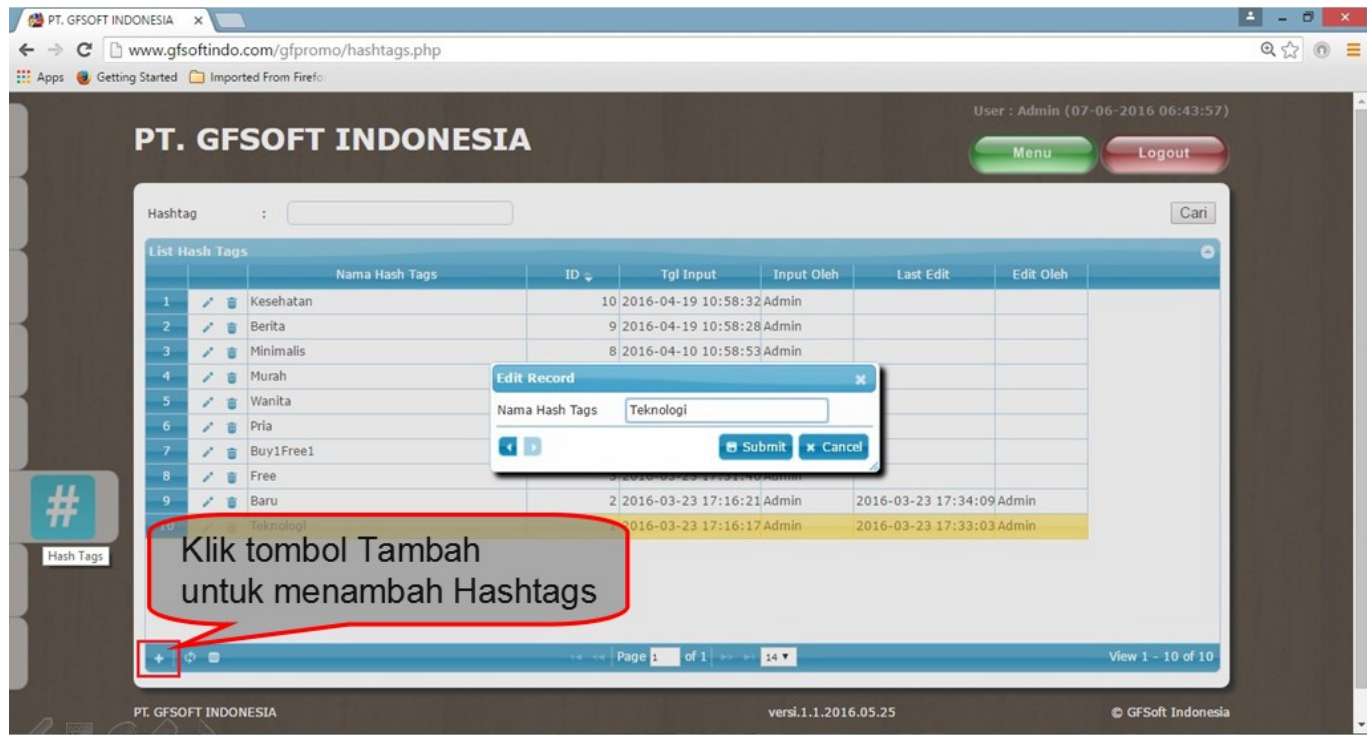 PT. GFSOFT INDONESIA
www.gfsoftindo.com/gfpromo/hashtags.php
Apps Getting Started Imported From Firefo
User : Admin (07-06-2016 06:43:57)
PT. GFSOFT INDONESIA
Menu Logout
Hashtag : Cari
List Hash Tags
Nama Hash Tags ID Tgl Input Input Oleh Last Edit Edit Oleh
1 Kesehatan 10 2016-04-19 10:58:32 Admin
2 Berita 9 2016-04-19 10:58:28 Admin
3 Minimalis 8 2016-04-10 10:58:53 Admin
4 Murah
5 Wanita
6 Pria
7 Buy1Free1
8 Free
9 Baru 2 2016-03-23 17:16:21 Admin 2016-03-23 17:34:09 Admin
10 Teknologi 2016-03-23 17:16:17 Admin 2016-03-23 17:33:03 Admin
Edit Record
Nama Hash Tags Teknologi
Submit Cancel
#
Hash Tags
Klik tombol Tambah
untuk menambah Hashtags
Page 1 of 1 14 View 1 - 10 of 10
PT. GFSOFT INDONESIA versi.1.1.2016.05.25 © GFSoft Indonesia